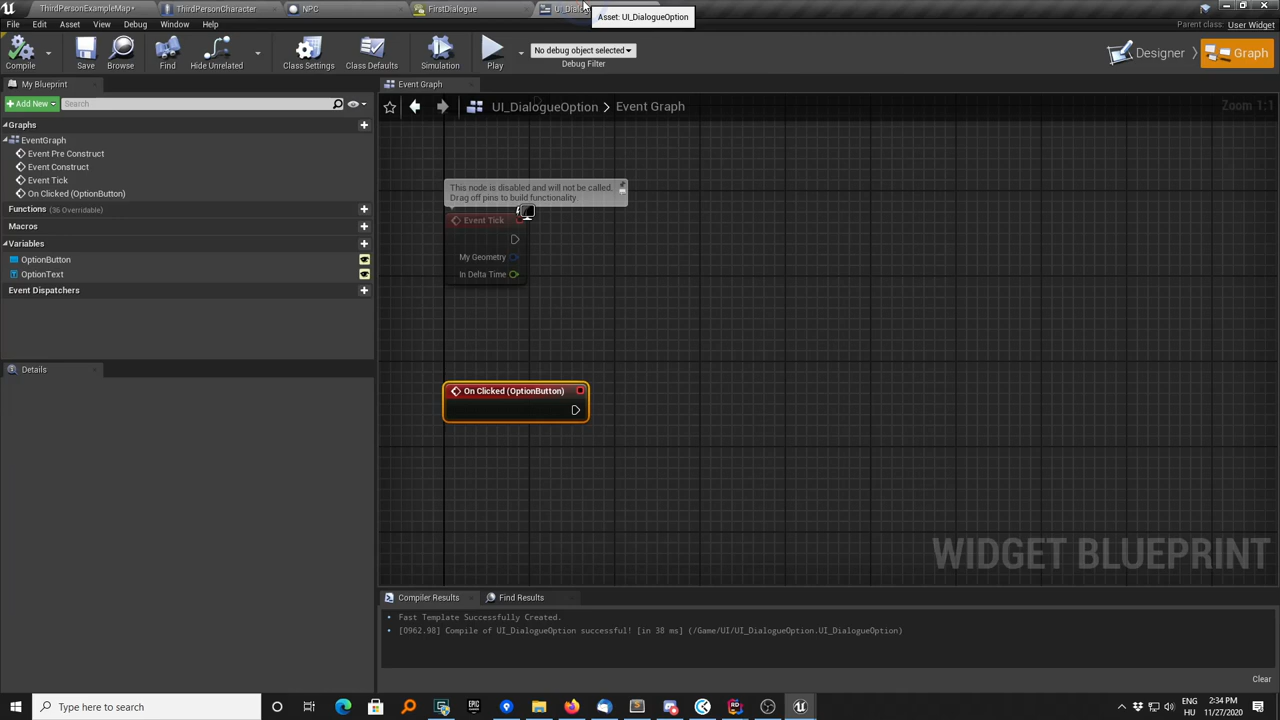 ThirdPersonExampleMap•
ThirdPersonCharacter
NPC
FirstDialogue
UI_Dialog
Asset: UI_DialogueOption
File
Edit
Asset
View
Debug
Window
Help
Parent class:
User Widget
Compile
Save
Browse
Find
Hide Unrelated
Class Settings
Class Defaults
Simulation
Play
No debug object selected
Debug Filter
Designer
Graph
My Blueprint
Event Graph
Add New
Search
UI_DialogueOption > Event Graph
Zoom 1:1
Graphs
EventGraph
Event Pre Construct
Event Construct
Event Tick
On Clicked (OptionButton)
Functions (36 Overridable)
Macros
Variables
OptionButton
OptionText
Event Dispatchers
Details
This node is disabled and will not be called.
Drag off pins to build functionality
Event Tick
My Geometry
In Delta Time
On Clicked (OptionButton)
WIDGET BLUEPRINT
Compiler Results
Find Results
Fast Template Successfully Created.
[0962.98] Compile of UI_DialogueOption successful! [in 38 ms] (/Game/UI/UI_DialogueOption.UI_DialogueOption)
Clear
Type here to search
ENG
HU
2:34 PM
11/27/2020